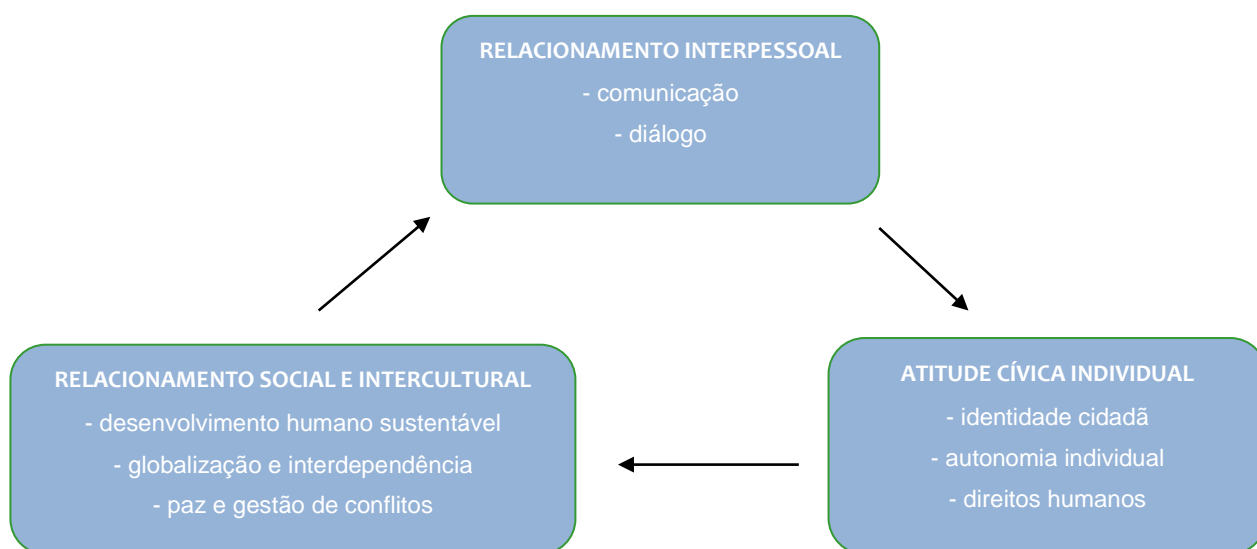 RELACIONAMENTO INTERPESSOAL
- comunicação
- diálogo
RELACIONAMENTO SOCIAL E INTERCULTURAL
- desenvolvimento humano sustentável
- globalização e interdependência
- paz e gestão de conflitos
ATITUDE CÍVICA INDIVIDUAL
- identidade cidadã
- autonomia individual
- direitos humanos